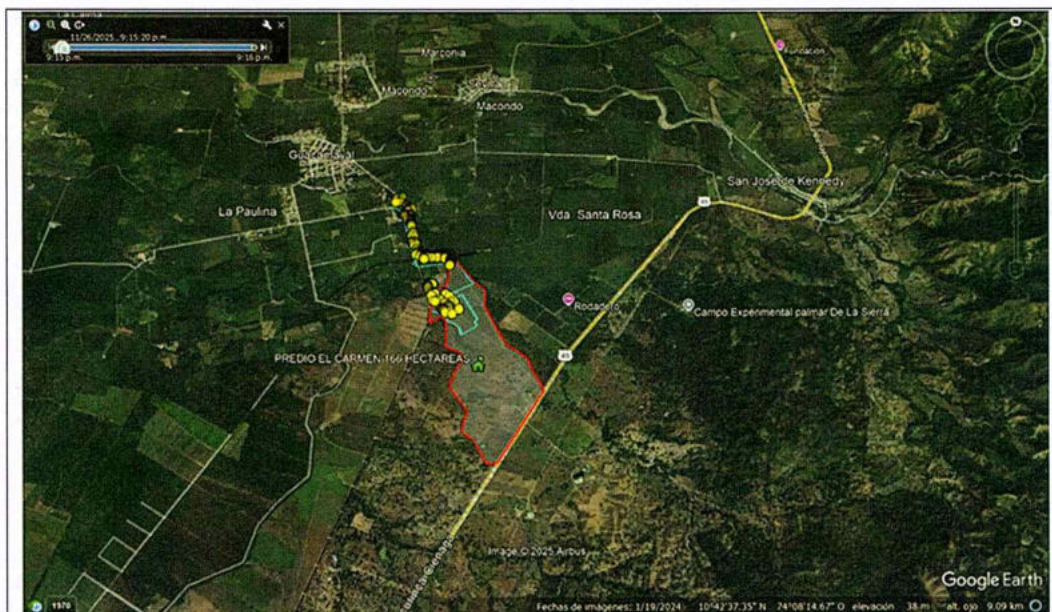 11/26/2025 , 9:15:20 p.m.
9:15 p.m.
9:16 p.m.
N
Marconia
Fundación
Macondo
Macondo
Guacamayal
San José de Kennedy
45
La Paulina
Vda. Santa Rosa
Rodadero
Campo Experimental palmar De La Sierra
45
PREDIO EL CARMEN 166 HECTAREAS
Image © 2025 Airbus
Google Earth
1970
Fechas de imágenes: 1/19/2024 10°42'37.35" N 74°08'14.67" O elevación 38 m alt. ojo 9.09 km